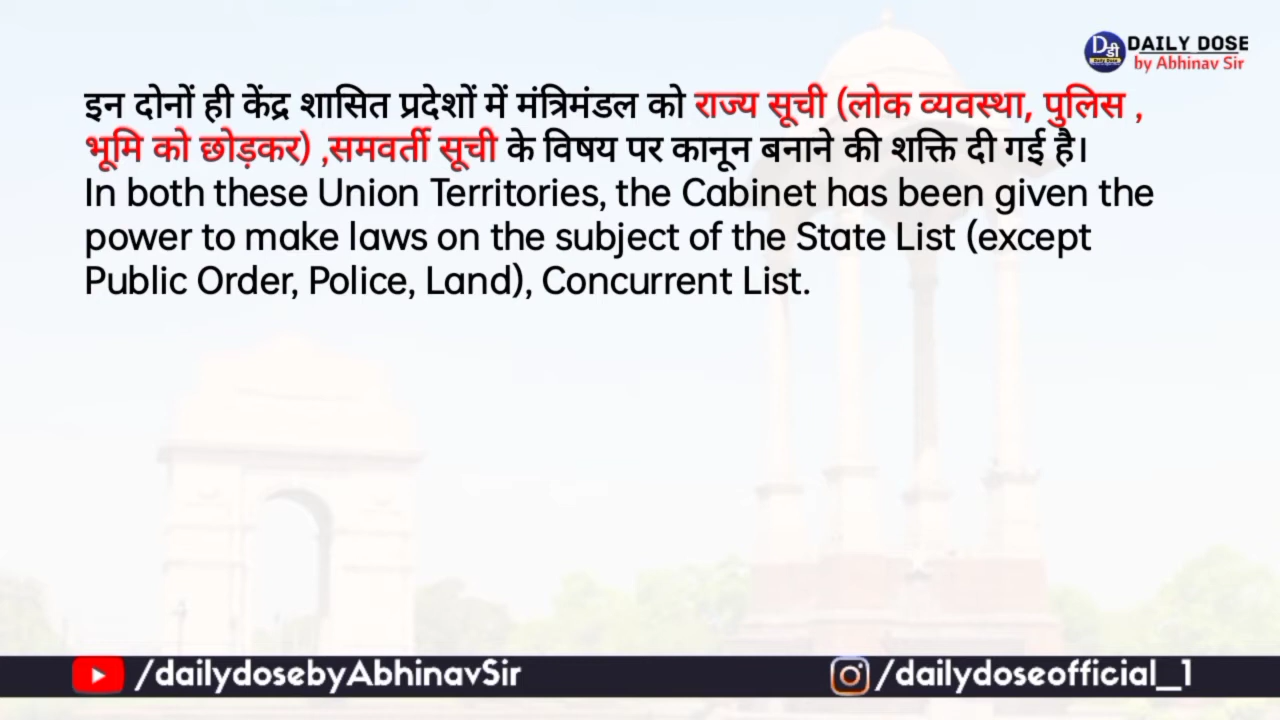 DAILY DOSE
by Abhinav Sir
इन दोनों ही केंद्र शासित प्रदेशों में मंत्रिमंडल को राज्य सूची (लोक व्यवस्था, पुलिस ,
भूमि को छोड़कर) ,समवर्ती सूची के विषय पर कानून बनाने की शक्ति दी गई है।
In both these Union Territories, the Cabinet has been given the
power to make laws on the subject of the State List (except
Public Order, Police, Land), Concurrent List.
/dailydosebyAbhinavSir
/dailydoseofficial_1